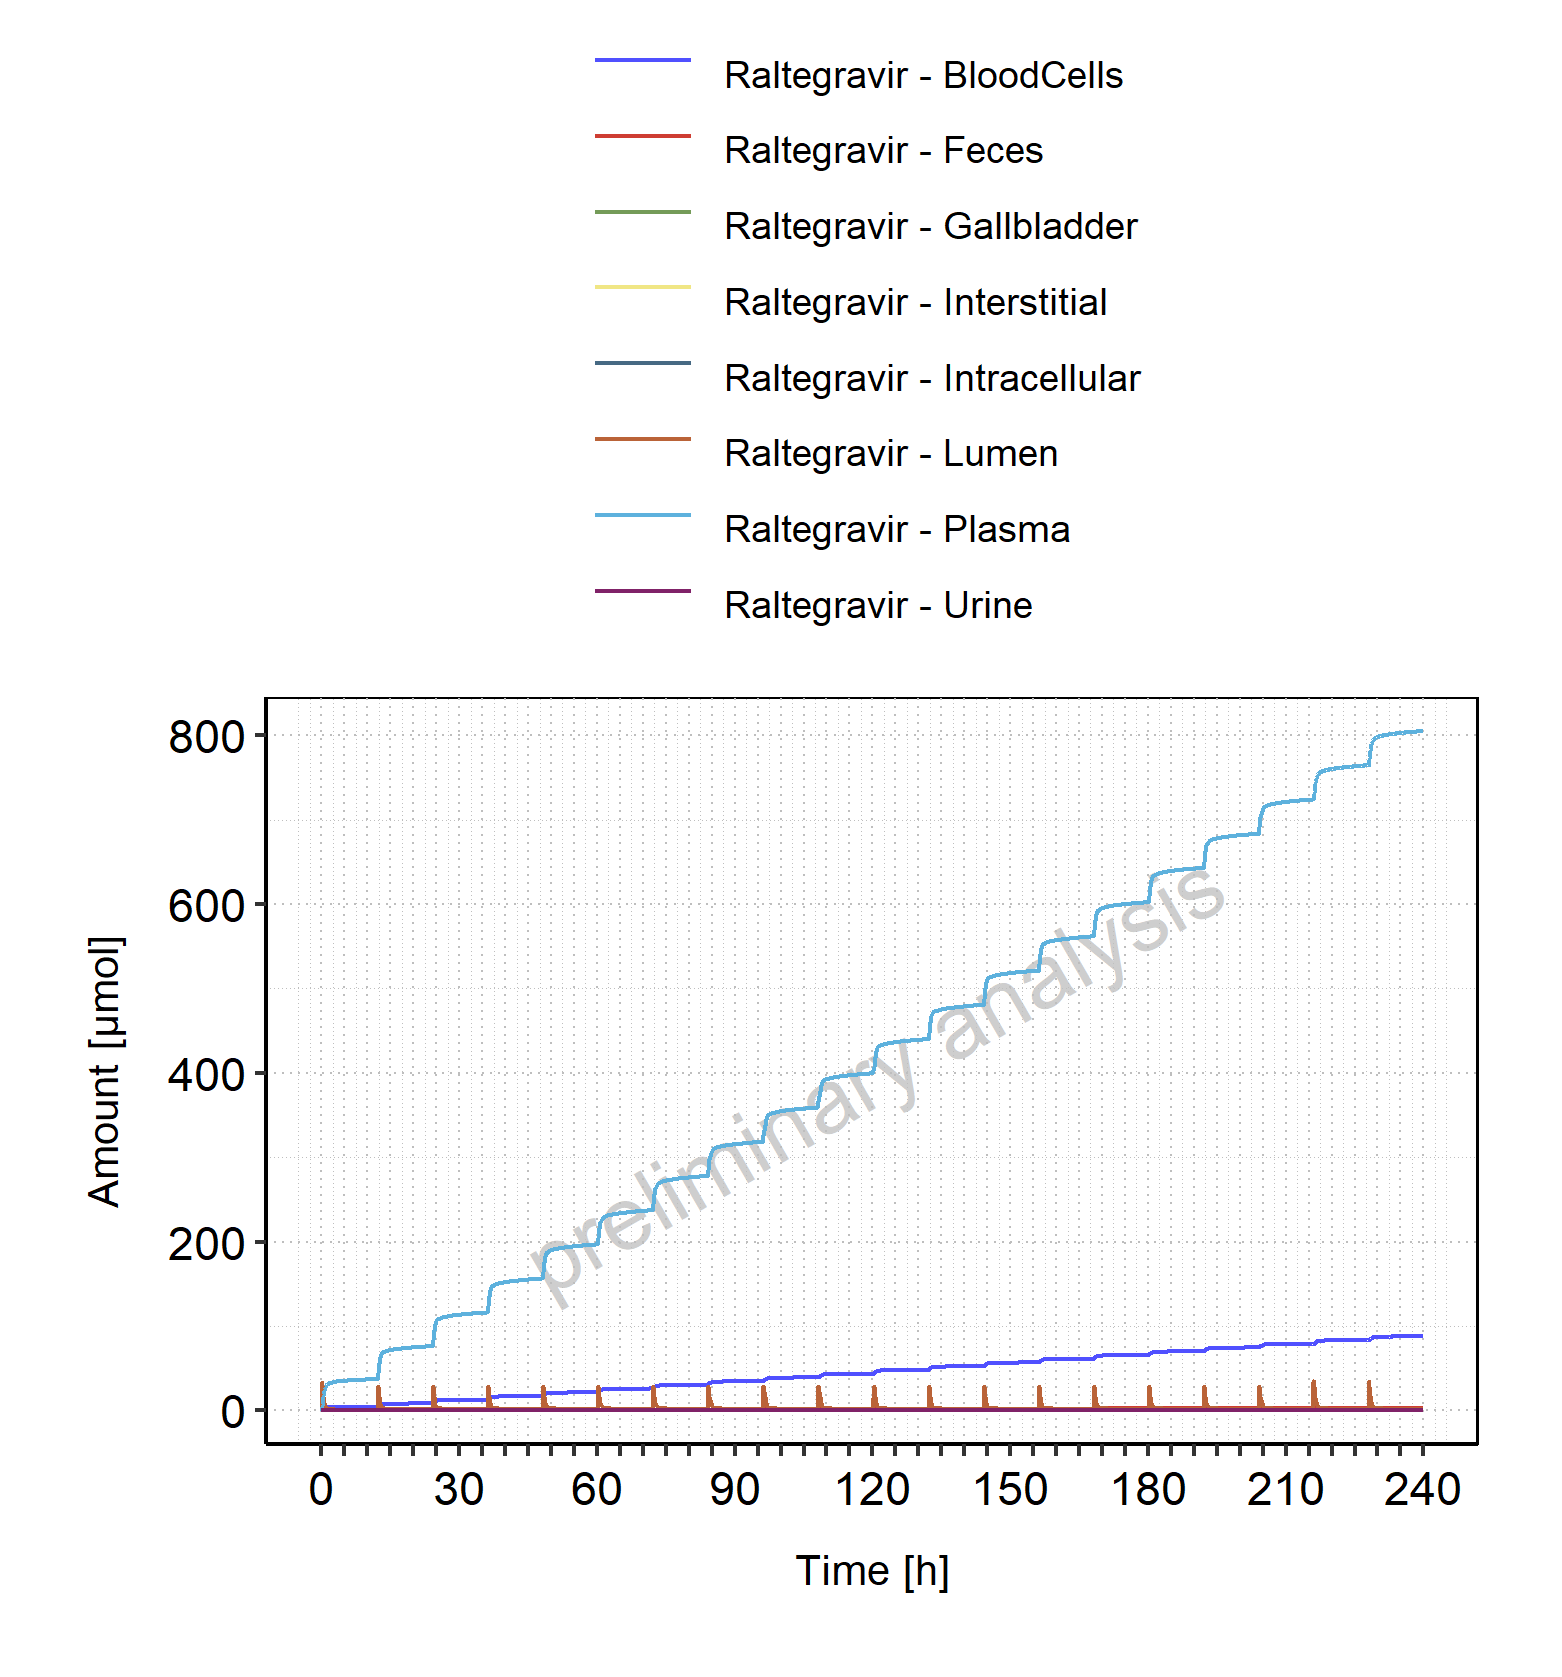 Raltegravir - BloodCells
Raltegravir - Feces
Raltegravir - Gallbladder
Raltegravir - Interstitial
Raltegravir - Intracellular
Raltegravir - Lumen
Raltegravir - Plasma
Raltegravir - Urine
800
600
400
200
0
Amount [µmol]
preliminary analysis
0 30 60 90 120 150 180 210 240
Time [h]